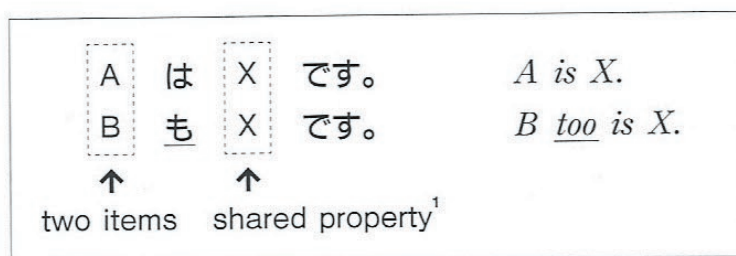 A は X です。 A is X.
B も X です。 B too is X.
two items shared property¹